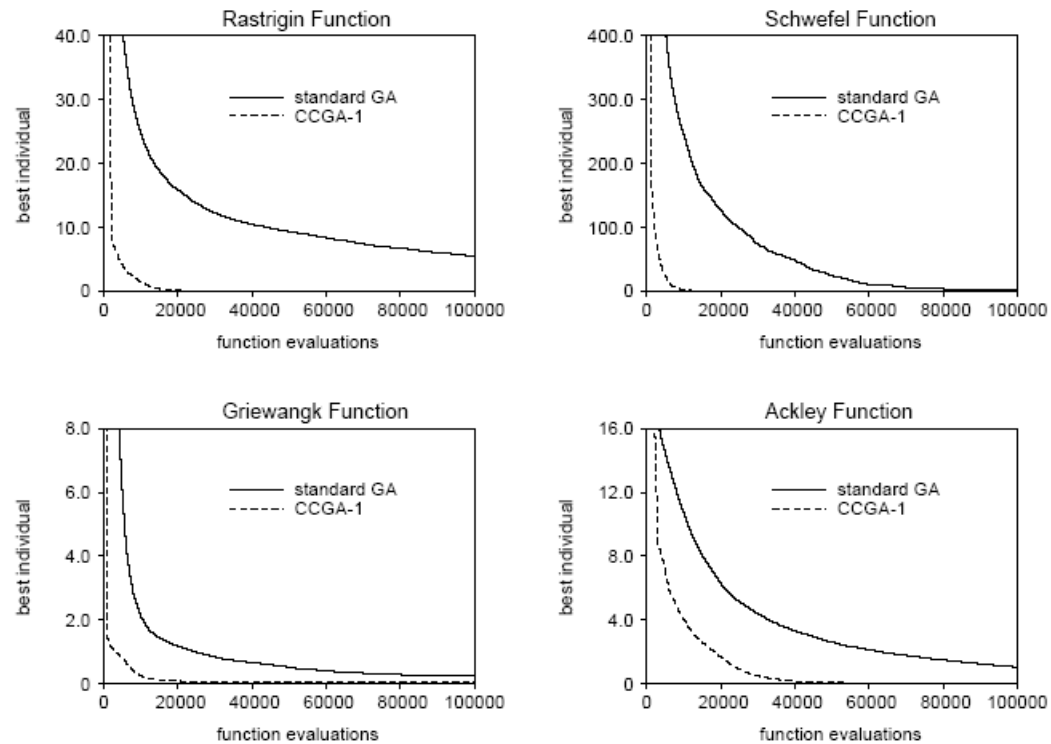 Rastrigin Function
40.0
30.0
20.0
10.0
0
best individual
standard GA
CCGA-1
0 20000 40000 60000 80000 100000
function evaluations
Schwefel Function
400.0
300.0
200.0
100.0
0
best individual
standard GA
CCGA-1
0 20000 40000 60000 80000 100000
function evaluations
Griewangk Function
8.0
6.0
4.0
2.0
0
best individual
standard GA
CCGA-1
0 20000 40000 60000 80000 100000
function evaluations
Ackley Function
16.0
12.0
8.0
4.0
0
best individual
standard GA
CCGA-1
0 20000 40000 60000 80000 100000
function evaluations